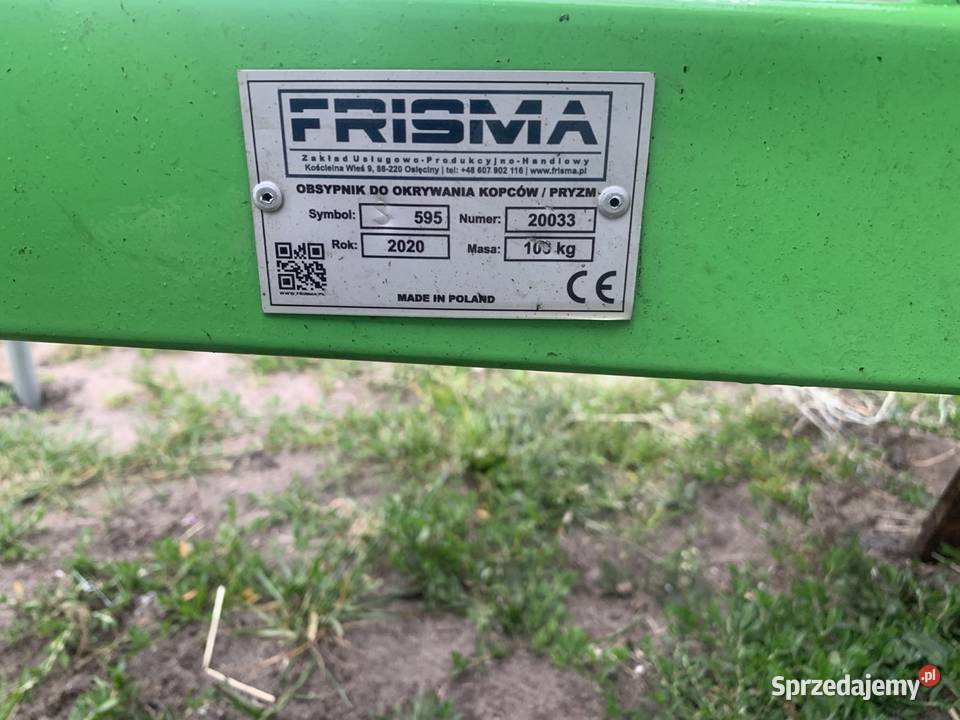 FRISMA
Zakład Usługowo-Produkcyjno-Handlowy
Kościelna Wieś 9, 88-220 Osięciny | tel: +48 607 902 116 | www.frisma.pl
OBSYPNIK DO OKRYWANIA KOPCÓW / PRYZM
Symbol: 595 Numer: 20033
Rok: 2020 Masa: kg
WWW.FRISMA.PL
CE
MADE IN POLAND
Sprzedajemy.pl